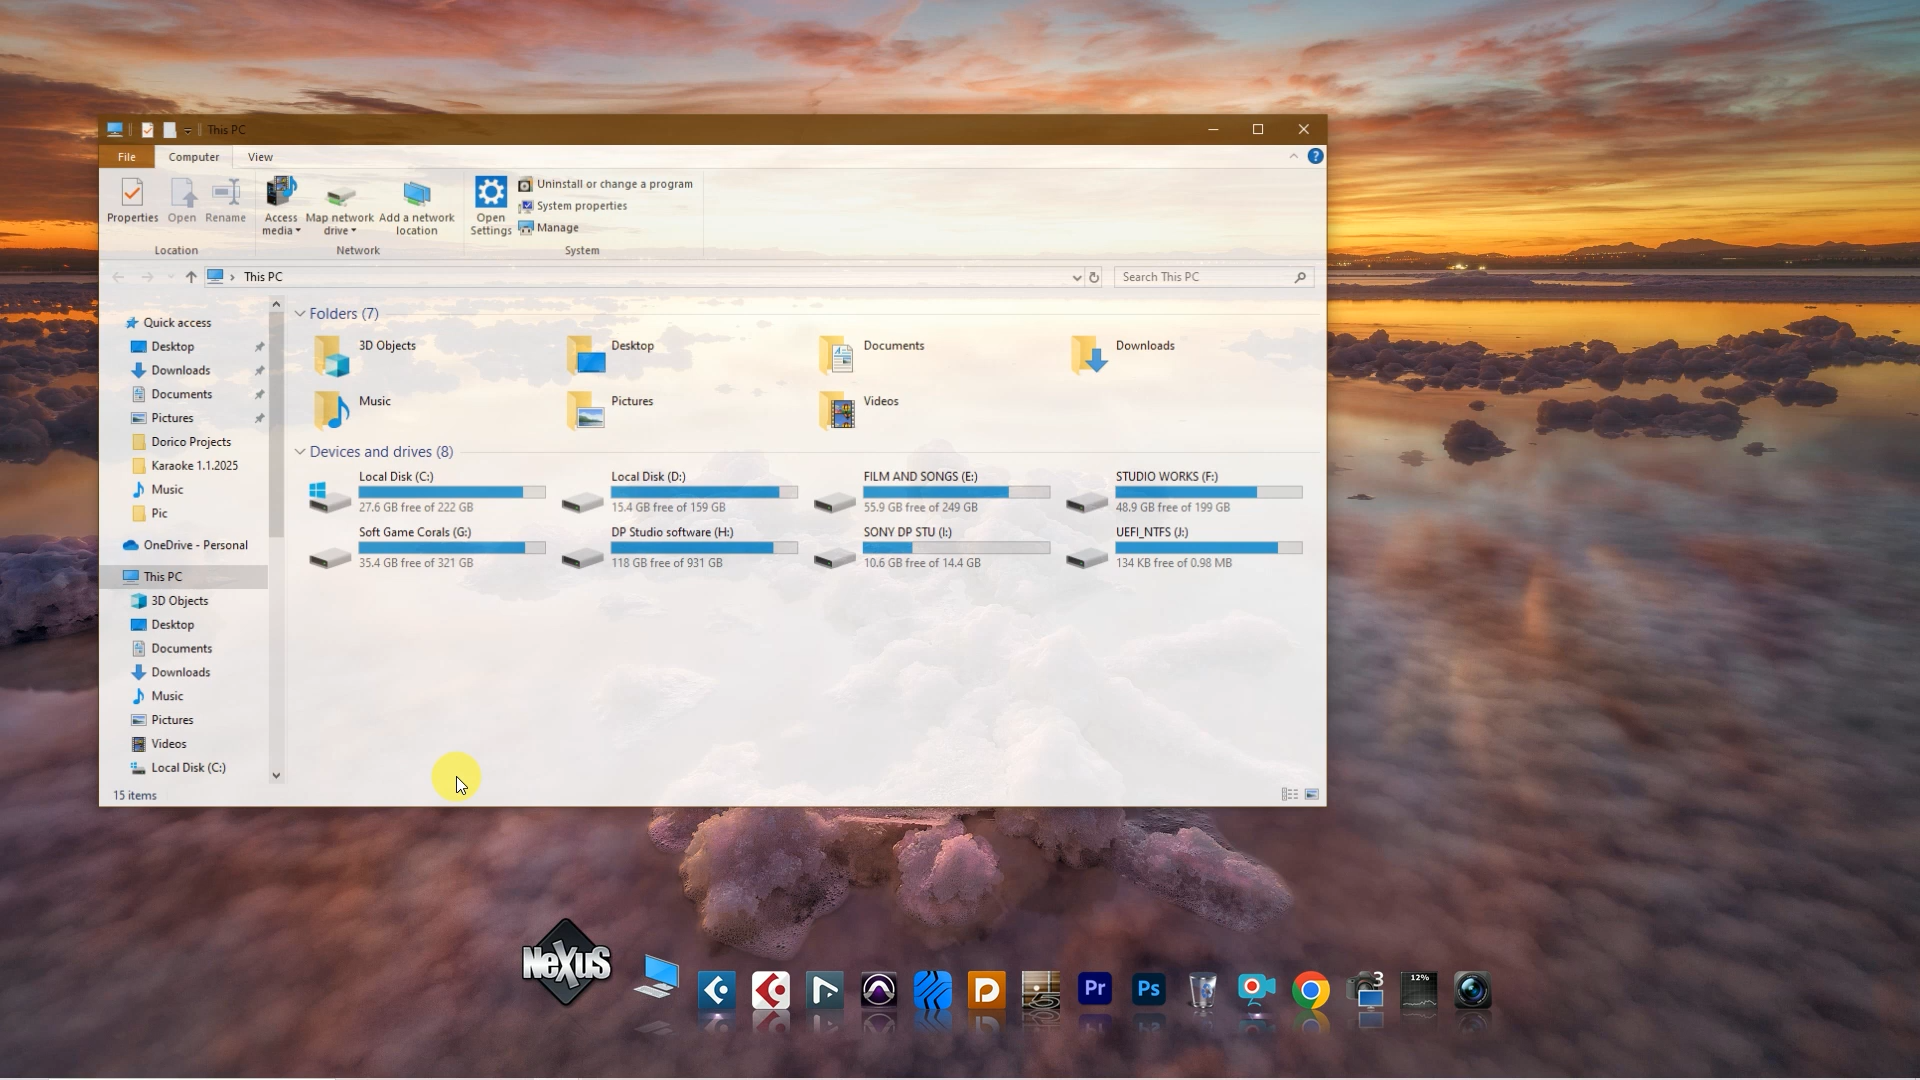 This PC
File
Computer
View
Properties
Open
Rename
Access media
Map network drive
Add a network location
Open Settings
Uninstall or change a program
System properties
Manage
Location
Network
System
This PC
Search This PC
Quick access
Desktop
Downloads
Documents
Pictures
Dorico Projects
Karaoke 1.1.2025
Music
Pic
OneDrive - Personal
This PC
3D Objects
Desktop
Documents
Downloads
Music
Pictures
Videos
Local Disk (C:)
Folders (7)
3D Objects
Desktop
Documents
Downloads
Music
Pictures
Videos
Devices and drives (8)
Local Disk (C:)
27.6 GB free of 222 GB
Local Disk (D:)
15.4 GB free of 159 GB
FILM AND SONGS (E:)
55.9 GB free of 249 GB
STUDIO WORKS (F:)
48.9 GB free of 199 GB
Soft Game Corals (G:)
35.4 GB free of 321 GB
DP Studio software (H:)
118 GB free of 931 GB
SONY DP STU (I:)
10.6 GB free of 14.4 GB
UEFI_NTFS (J:)
134 KB free of 0.98 MB
15 items
NeXuS
D
5
Pr
Ps
3
12%